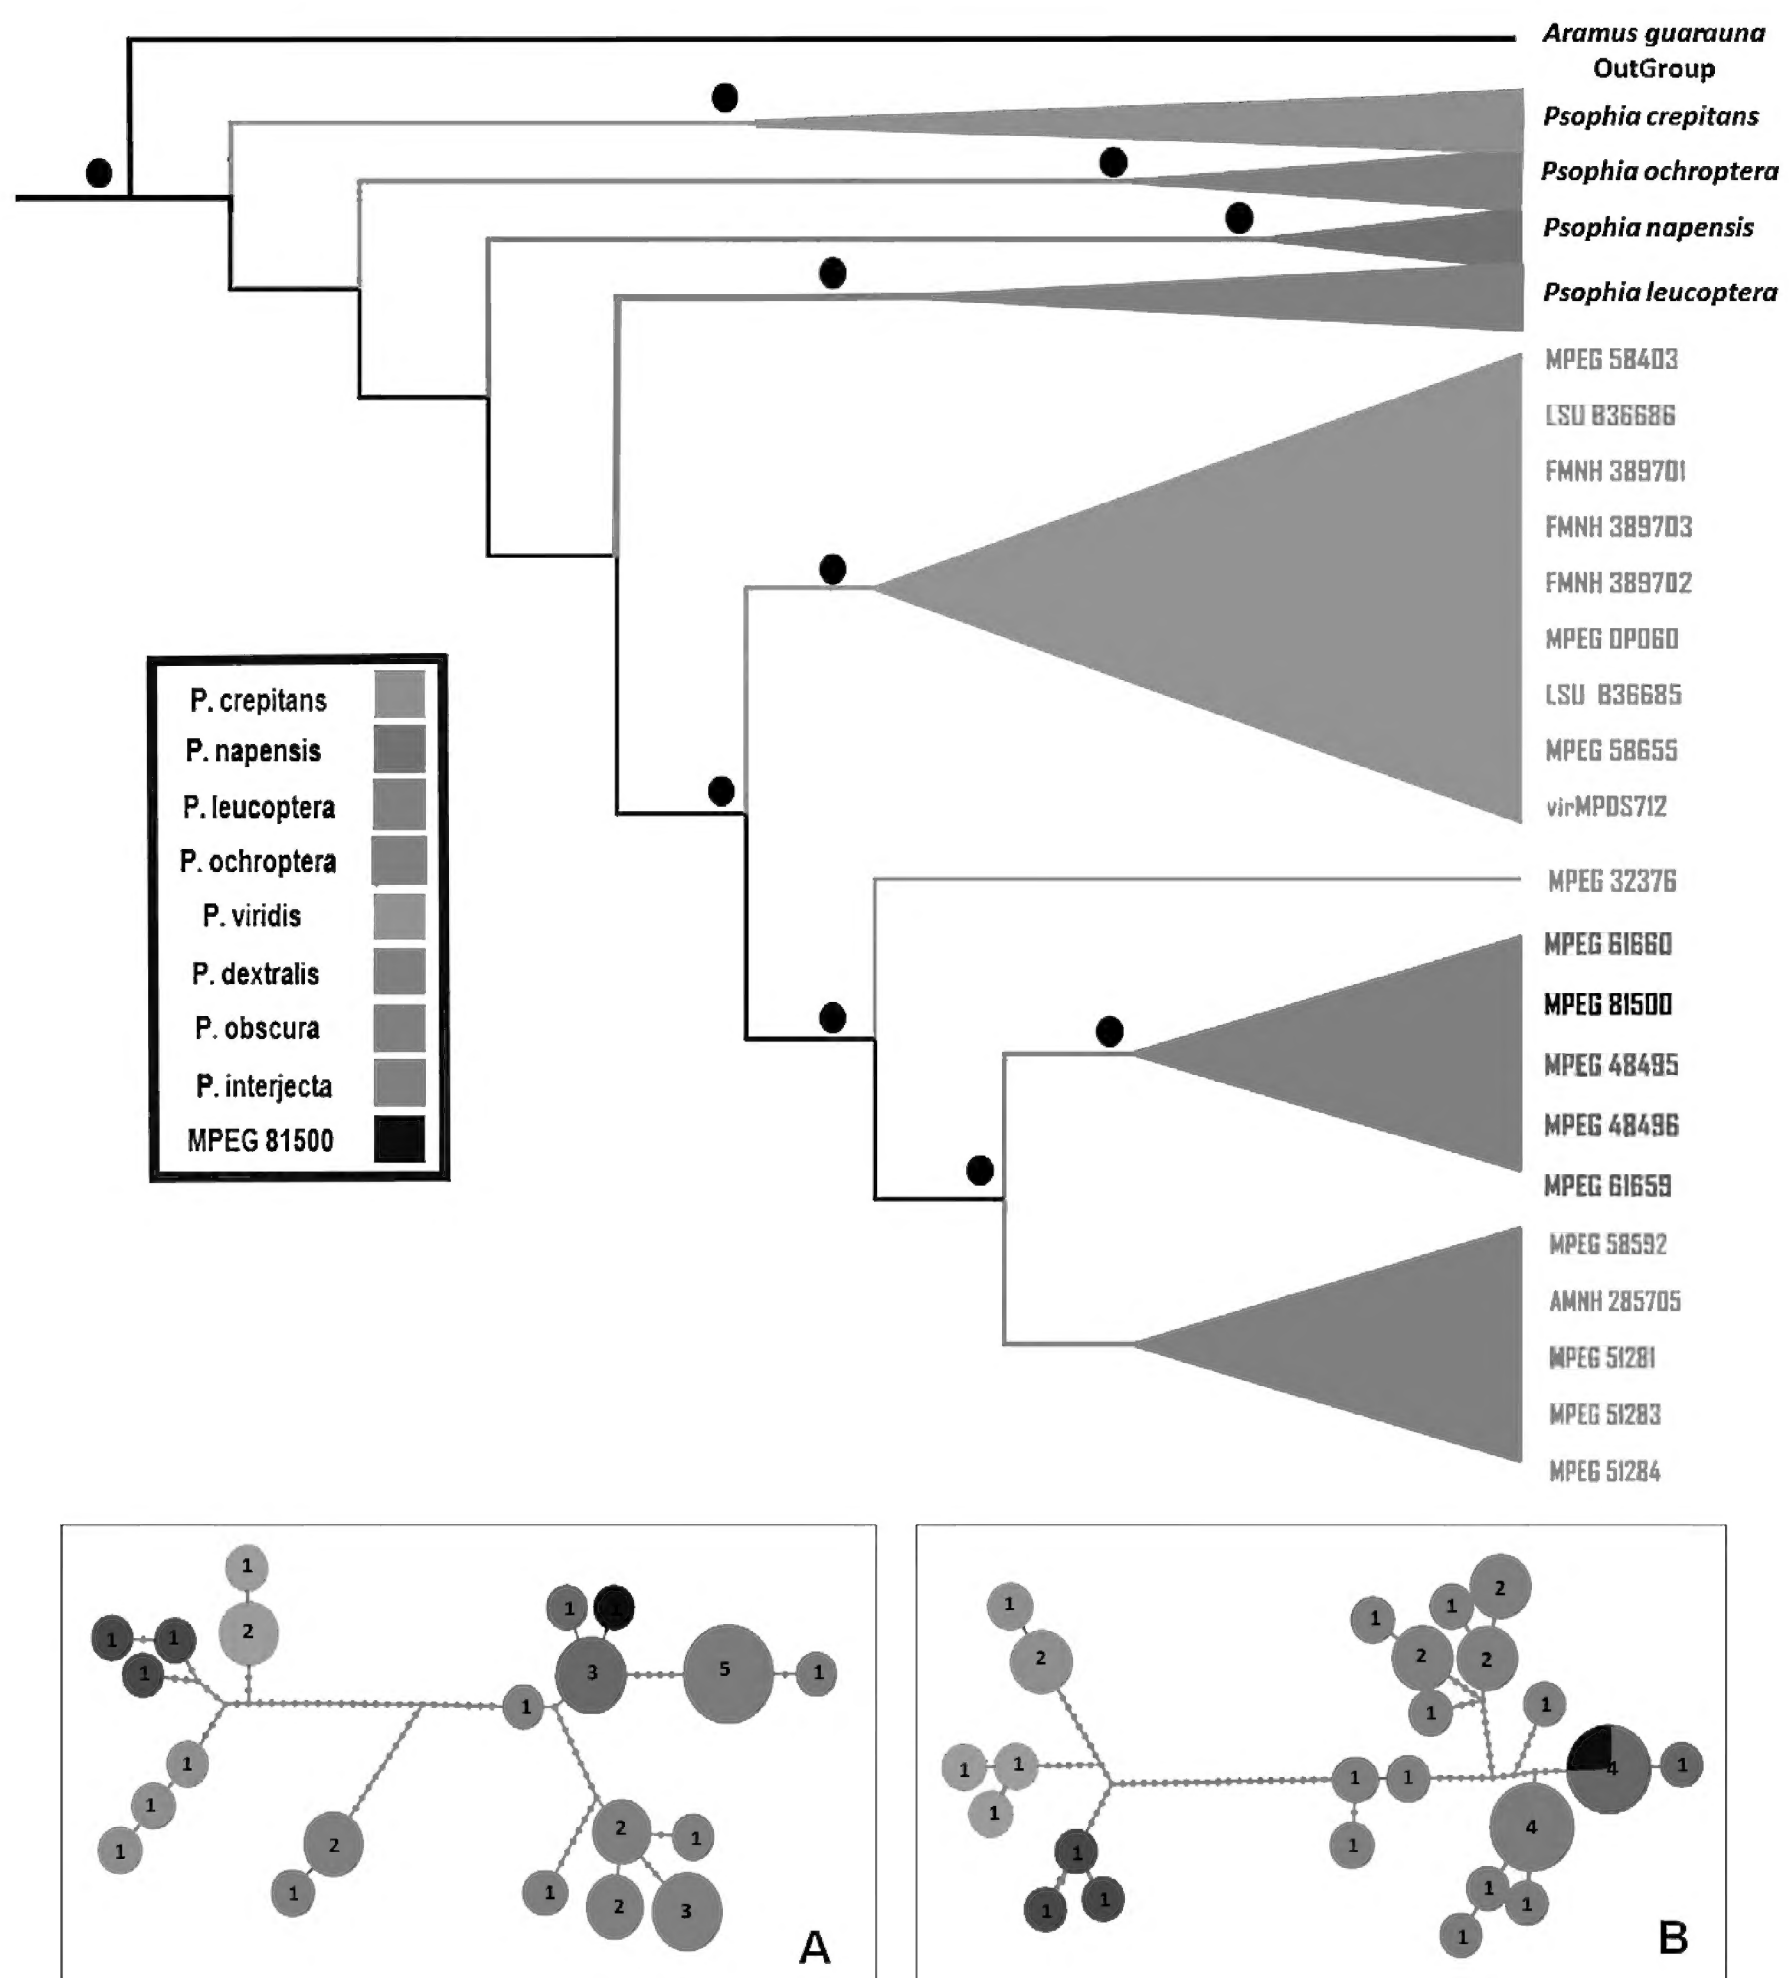 Aramus guarauna
OutGroup
Psophia crepitans
Psophia ochroptera
Psophia napensis
Psophia leucoptera
MPEG 58403
LSU B36686
FMNH 389701
FMNH 389703
FMNH 389702
MPEG OP060
LSU B36685
MPEG 58655
virMPDS712
MPEG 32376
MPEG 61660
MPEG 81500
MPEG 48495
MPEG 48496
MPEG 61659
MPEG 58592
AMNH 285705
MPEG 51281
MPEG 51283
MPEG 51284
P. crepitans
P. napensis
P. leucoptera
P. ochroptera
P. viridis
P. dextralis
P. obscura
P. interjecta
MPEG 81500
1
2
1
1
1
1
1
1
2
1
1
1
1
3
5
1
2
1
1
2
3
A
1
2
1
1
1
1
1
1
1
1
1
1
2
1
2
2
1
1
4
1
4
1
1
1
B